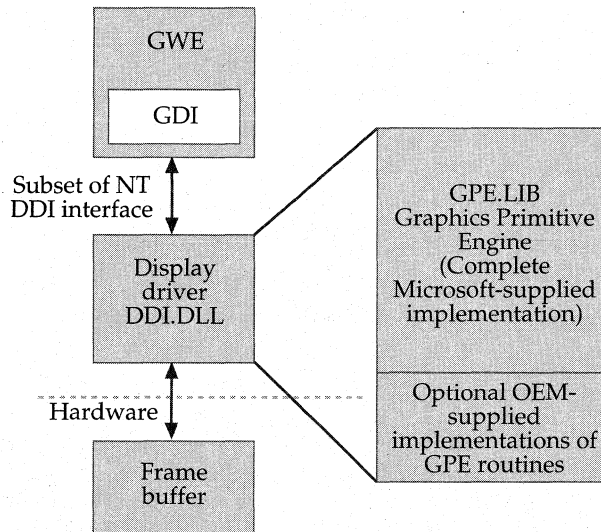 GWE
GDI
Subset of NT
DDI interface
Display
driver
DDI.DLL
Hardware
Frame
buffer
GPE.LIB
Graphics Primitive
Engine
(Complete
Microsoft-supplied
implementation)
Optional OEM-
supplied
implementations of
GPE routines